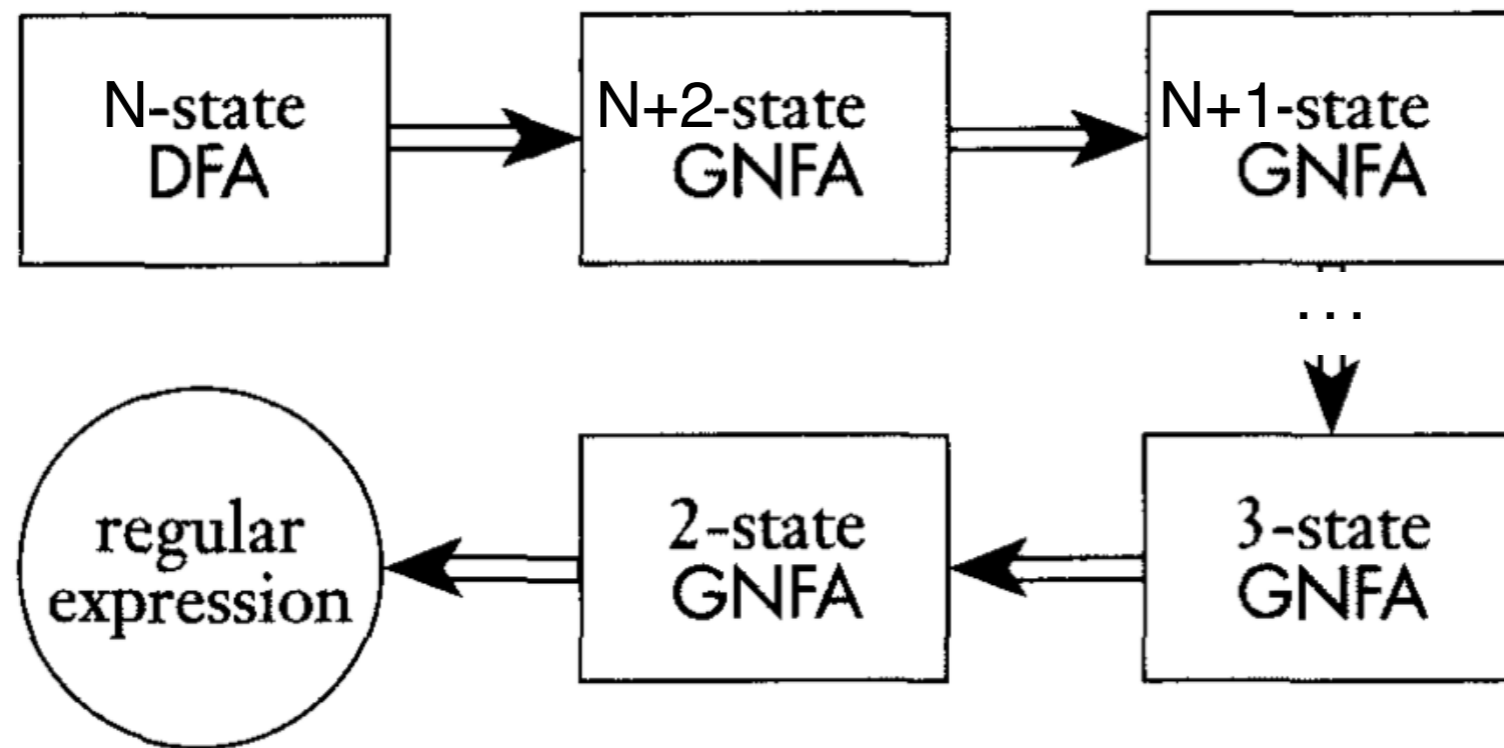 N-state
DFA
N+2-state
GNFA
N+1-state
GNFA
...
3-state
GNFA
2-state
GNFA
regular
expression